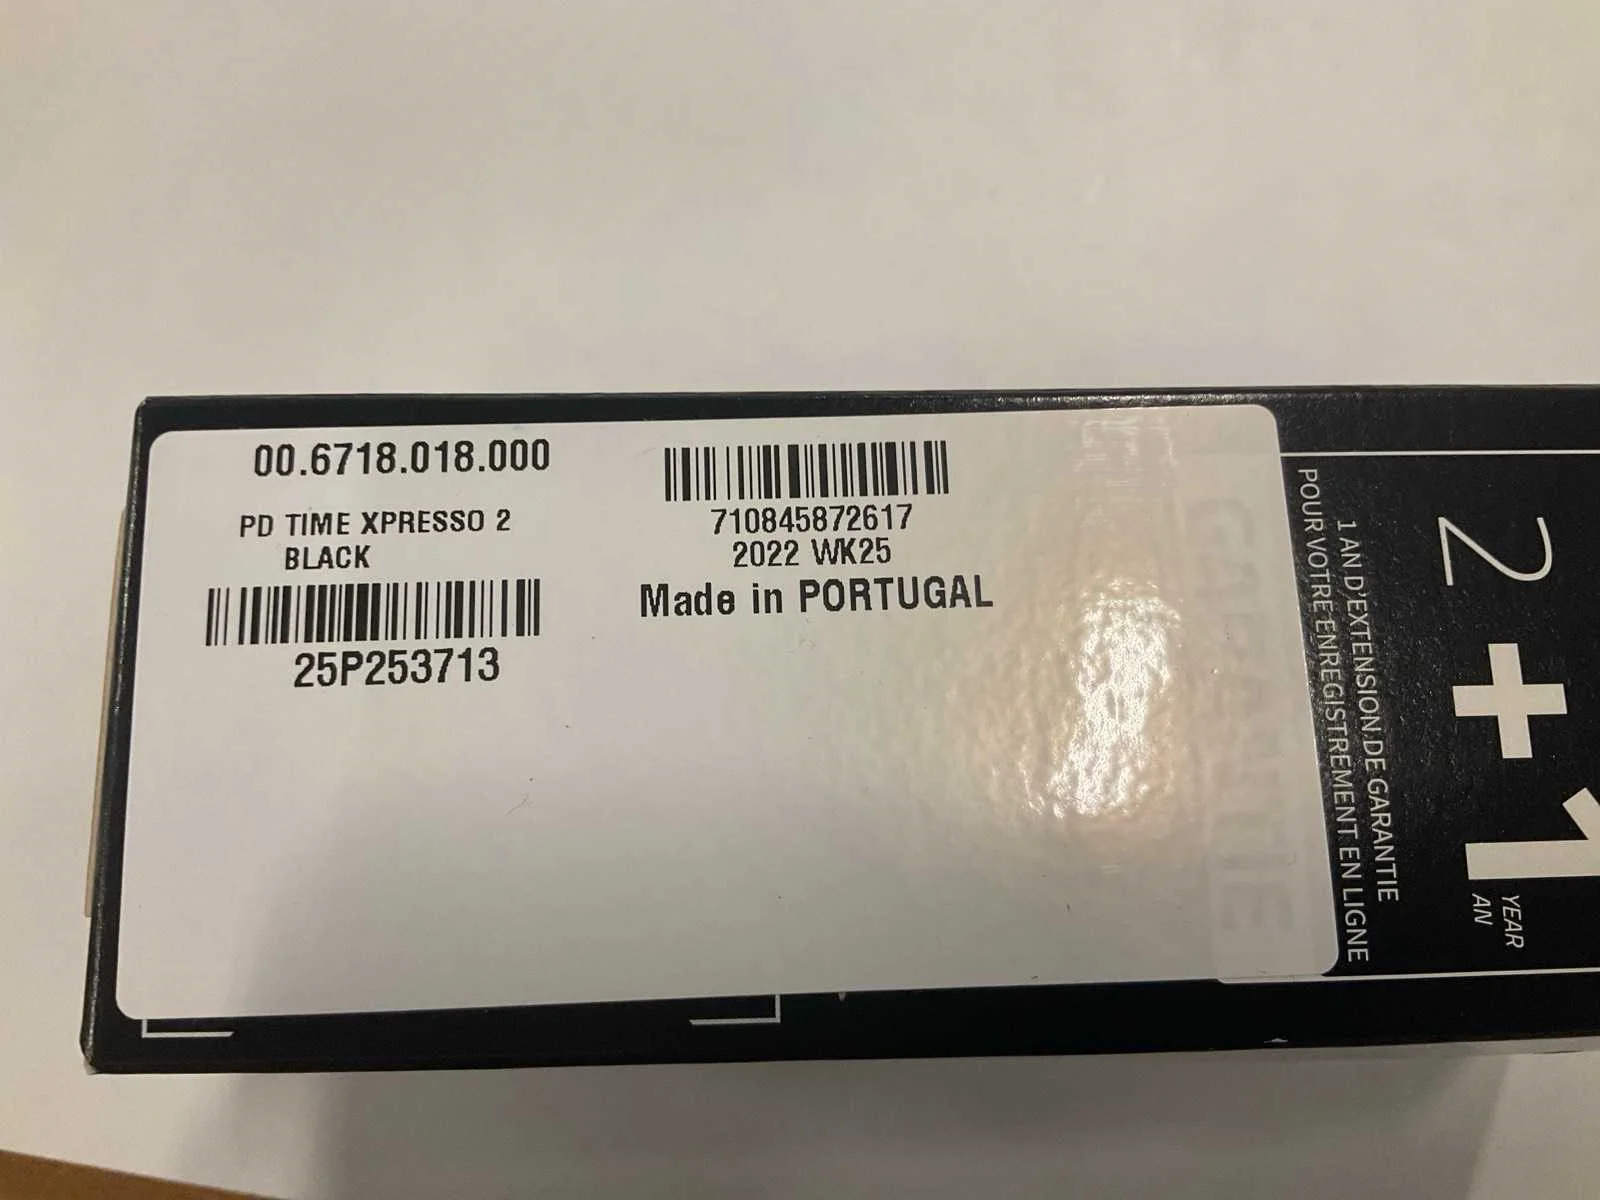 00.6718.018.000
PD TIME XPRESSO 2
BLACK
25P253713
710845872617
2022 WK25
Made in PORTUGAL
GARANTIE
2+1
YEAR
AN
1 AN D'EXTENSION DE GARANTIE
POUR VOTRE ENREGISTREMENT EN LIGNE